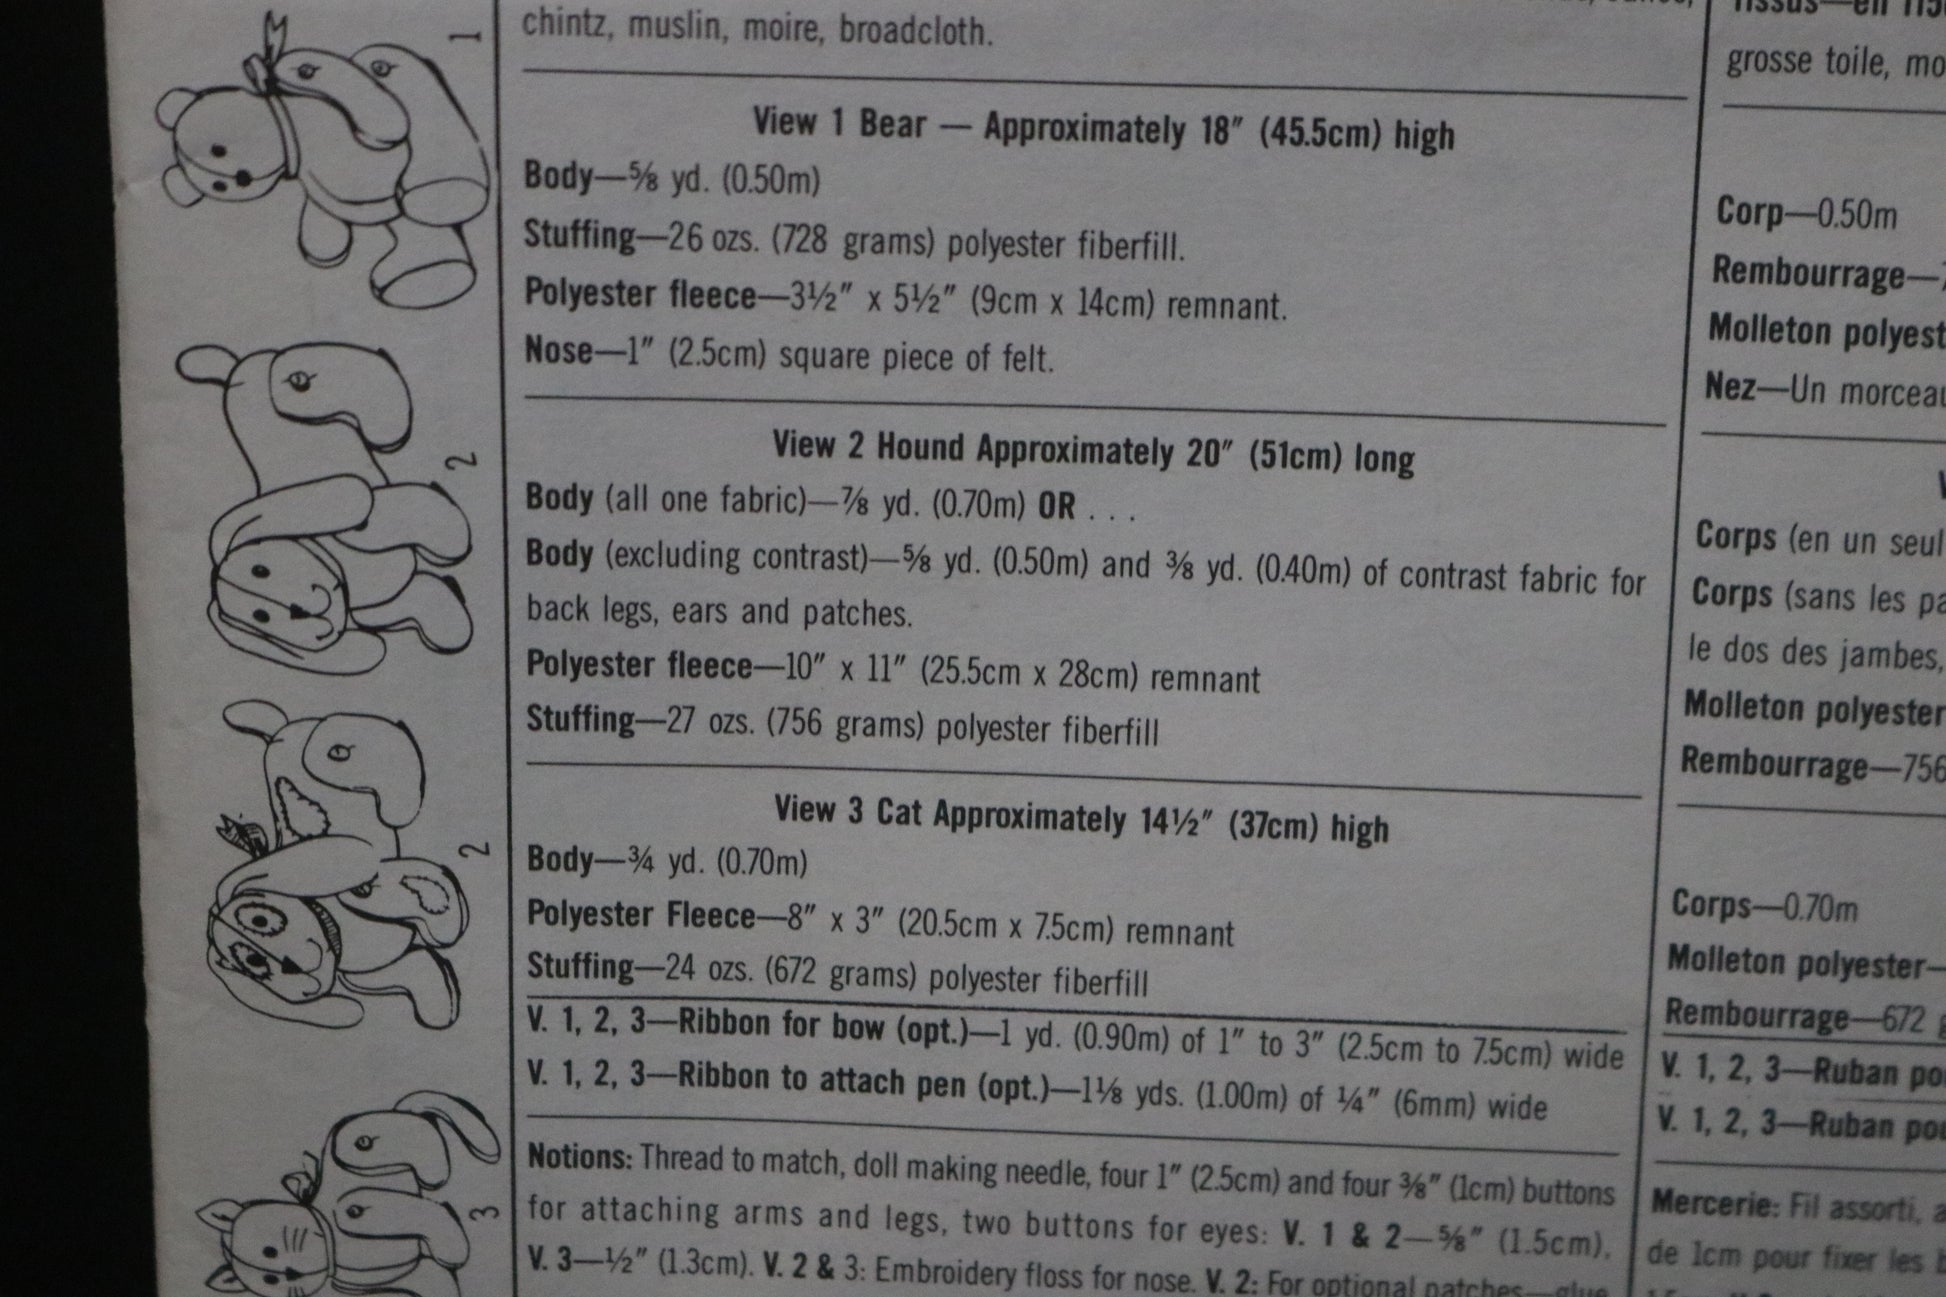 chintz, muslin, moire, broadcloth.
View 1 Bear — Approximately 18" (45.5cm) high
Body—⅝ yd. (0.50m)
Stuffing—26 ozs. (728 grams) polyester fiberfill.
Polyester fleece—3½" x 5½" (9cm x 14cm) remnant.
Nose—1" (2.5cm) square piece of felt.
View 2 Hound Approximately 20" (51cm) long
Body (all one fabric)—⅞ yd. (0.70m) OR . . .
Body (excluding contrast)—⅝ yd. (0.50m) and ⅜ yd. (0.40m) of contrast fabric for
back legs, ears and patches.
Polyester fleece—10" x 11" (25.5cm x 28cm) remnant
Stuffing—27 ozs. (756 grams) polyester fiberfill
View 3 Cat Approximately 14½" (37cm) high
Body—¾ yd. (0.70m)
Polyester Fleece—8" x 3" (20.5cm x 7.5cm) remnant
Stuffing—24 ozs. (672 grams) polyester fiberfill
V. 1, 2, 3—Ribbon for bow (opt.)—1 yd. (0.90m) of 1" to 3" (2.5cm to 7.5cm) wide
V. 1, 2, 3—Ribbon to attach pen (opt.)—1⅛ yds. (1.00m) of ¼" (6mm) wide
Notions: Thread to match, doll making needle, four 1" (2.5cm) and four ⅜" (1cm) buttons
for attaching arms and legs, two buttons for eyes: V. 1 & 2—⅝" (1.5cm),
V. 3—½" (1.3cm). V. 2 & 3: Embroidery floss for nose. V. 2: For optional patches—glue
1
2
2
3
Tissus—en
grosse toile,
Corp—0.50m
Rembourrage—
Molleton
Nez—Un
Corps (en un
Corps (sans les
le dos des jambes,
Molleton polyester
Rembourrage—756
Corps—0.70m
Molleton polyester—
Rembourrage—672
V. 1, 2, 3—Ruban
V. 1, 2, 3—Ruban
Mercerie: Fil assorti,
de 1cm pour fixer les